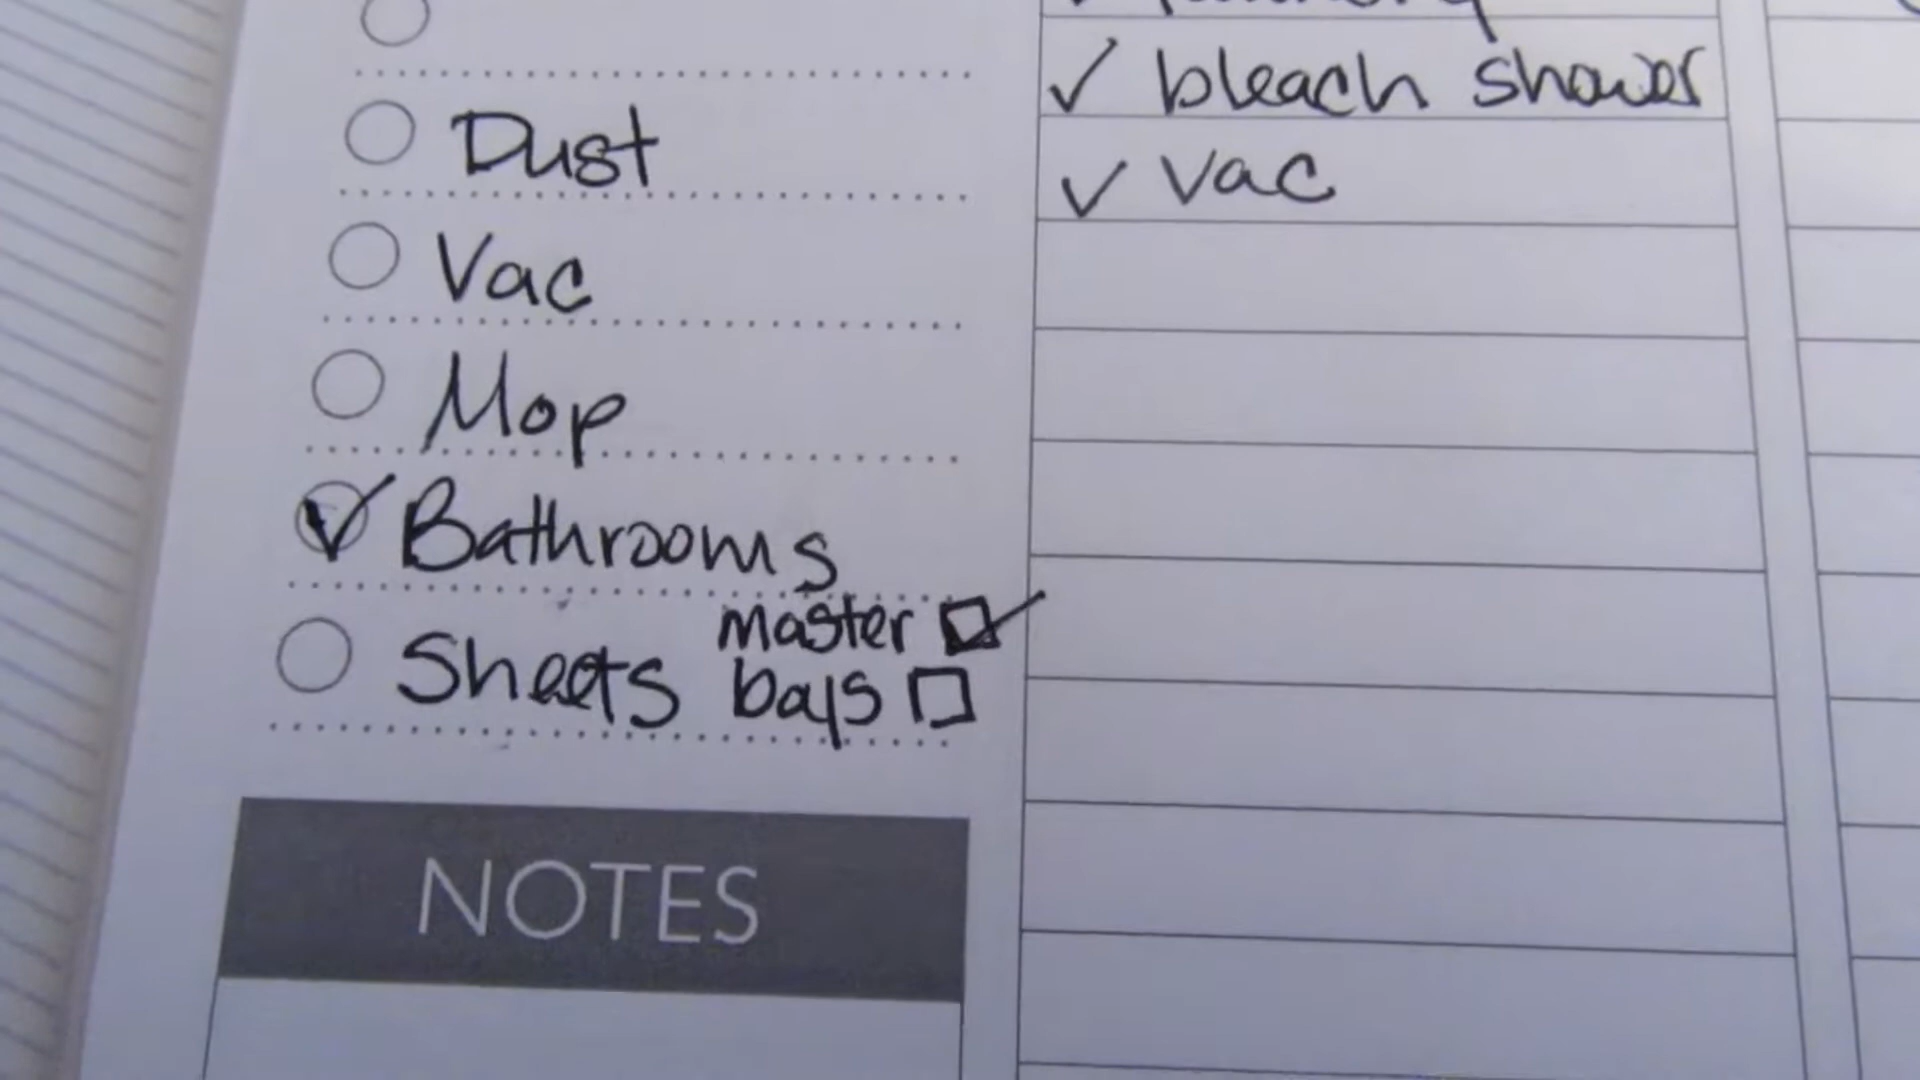 Dust
Vac
Mop
Bathrooms
Sheets master
boys
NOTES
✓ bleach shower
✓ Vac